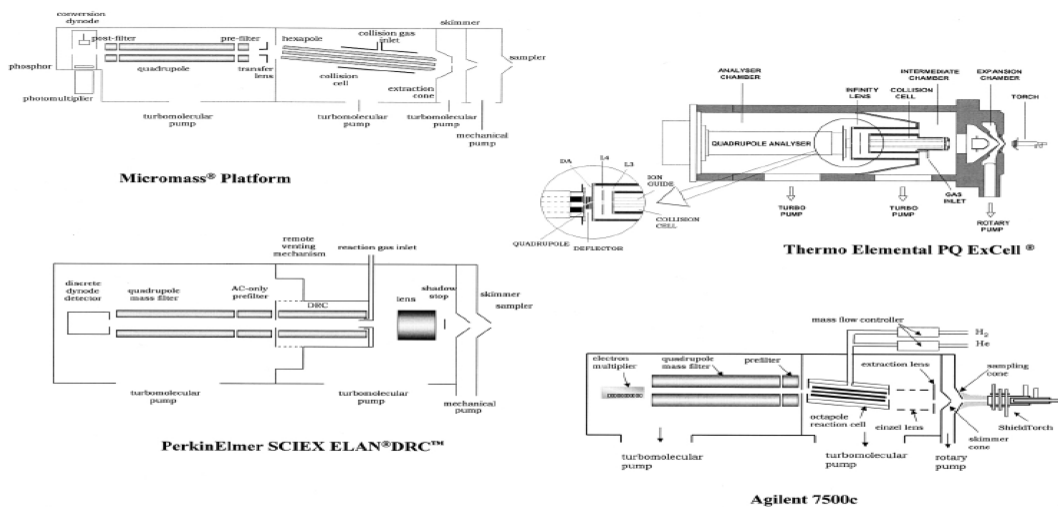 conversion
dynode
post-filter
pre-filter
hexapole
collision gas
inlet
skimmer
sampler
phosphor
quadrupole
transfer
lens
collision
cell
extraction
cone
photomultiplier
turbomolecular
pump
turbomolecular
pump
turbomolecular
pump
mechanical
pump
Micromass® Platform
ANALYSER
CHAMBER
INTERMEDIATE
CHAMBER
EXPANSION
CHAMBER
INFINITY
LENS
COLLISION
CELL
TORCH
QUADRUPOLE ANALYSER
DA
L4
L3
ION
GUIDE
GAS
INLET
COLLISION
CELL
QUADRUPOLE
DEFLECTOR
TURBO
PUMP
TURBO
PUMP
ROTARY
PUMP
Thermo Elemental PQ ExCell ®
remote
venting
mechanism
reaction gas inlet
discrete
dynode
detector
quadrupole
mass filter
AC-only
prefilter
DRC
lens
shadow
stop
skimmer
sampler
turbomolecular
pump
turbomolecular
pump
mechanical
pump
PerkinElmer SCIEX ELAN®DRC™
mass flow controller
H2
He
electron
multiplier
quadrupole
mass filter
prefilter
extraction lens
sampling
cone
octapole
reaction cell
einzel lens
skimmer
cone
ShieldTorch
turbomolecular
pump
turbomolecular
pump
rotary
pump
Agilent 7500c